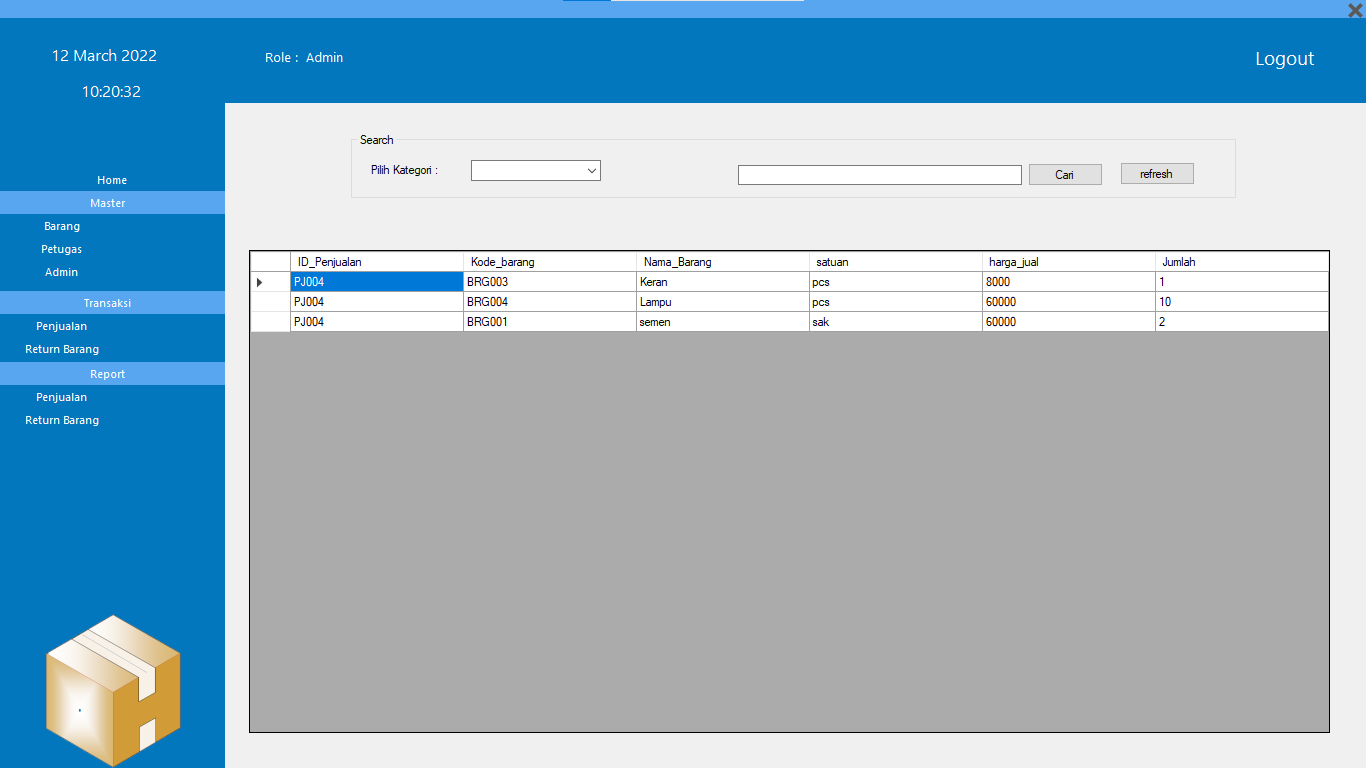 12 March 2022
10:20:32
Role : Admin
Logout
Home
Master
Barang
Petugas
Admin
Transaksi
Penjualan
Return Barang
Report
Penjualan
Return Barang
Search
Pilih Kategori :
Cari
refresh
ID_Penjualan Kode_barang Nama_Barang satuan harga_jual Jumlah
PJ004 BRG003 Keran pcs 8000 1
PJ004 BRG004 Lampu pcs 60000 10
PJ004 BRG001 semen sak 60000 2